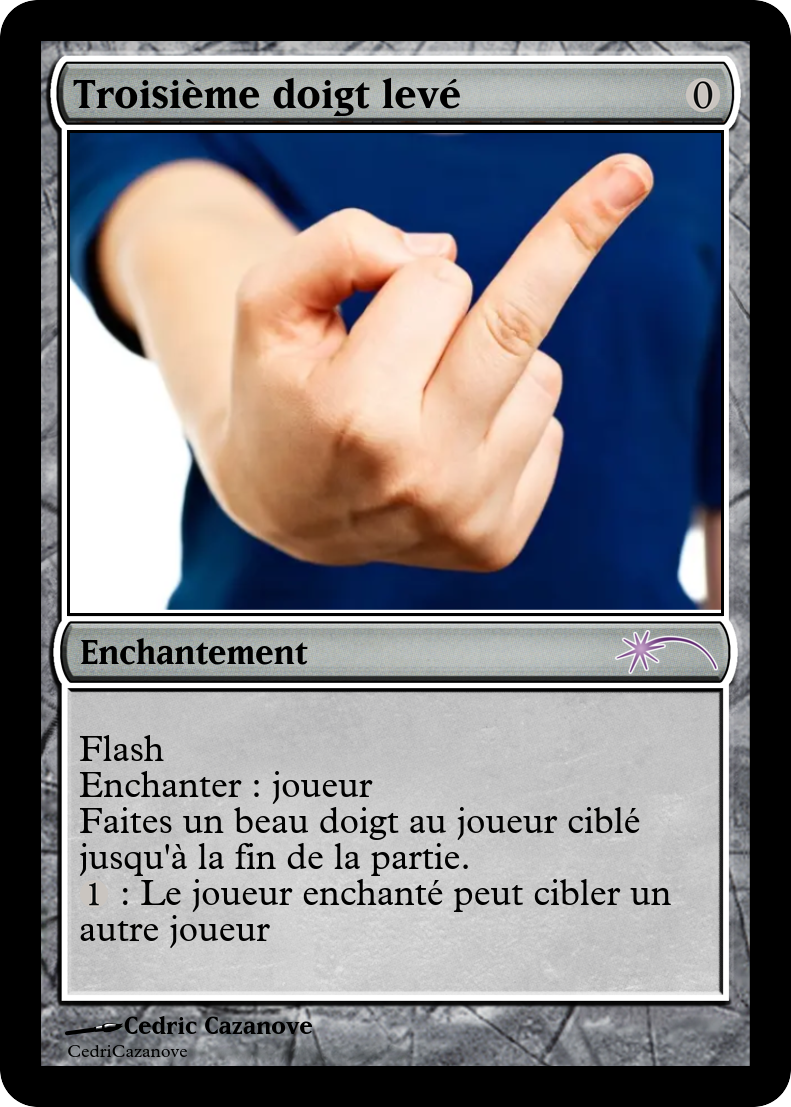 Troisième doigt levé 0
Enchantement
Flash
Enchanter : joueur
Faites un beau doigt au joueur ciblé
jusqu'à la fin de la partie.
1 : Le joueur enchanté peut cibler un
autre joueur
Cedric Cazanove
CedriCazanove